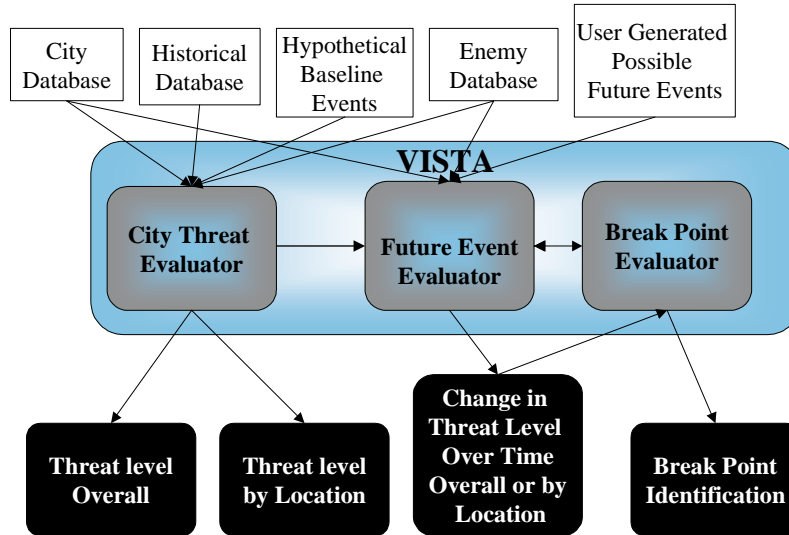 City
Database
Historical
Database
Hypothetical
Baseline
Events
Enemy
Database
User Generated
Possible
Future Events
VISTA
City Threat
Evaluator
Future Event
Evaluator
Break Point
Evaluator
Threat level
Overall
Threat level
by Location
Change in
Threat Level
Over Time
Overall or by
Location
Break Point
Identification